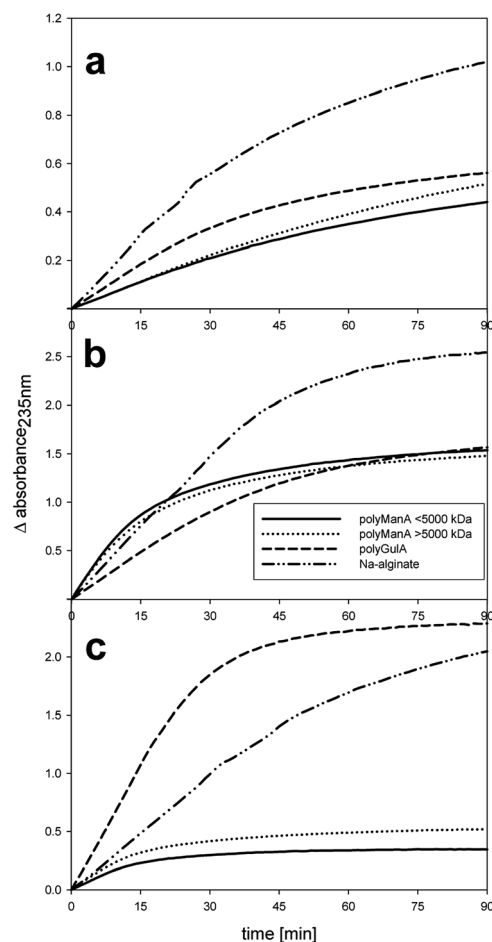 1.2
a
1.0
0.8
0.6
0.4
0.2
0 15 30 45 60 75 90
b
2.5
2.0
1.5
1.0
0.5
polyManA <5000 kDa
polyManA >5000 kDa
polyGulA
Na-alginate
0 15 30 45 60 75 90
c
2.0
1.5
1.0
0.5
0.0
0 15 30 45 60 75 90
Δ absorbance235nm
time [min]